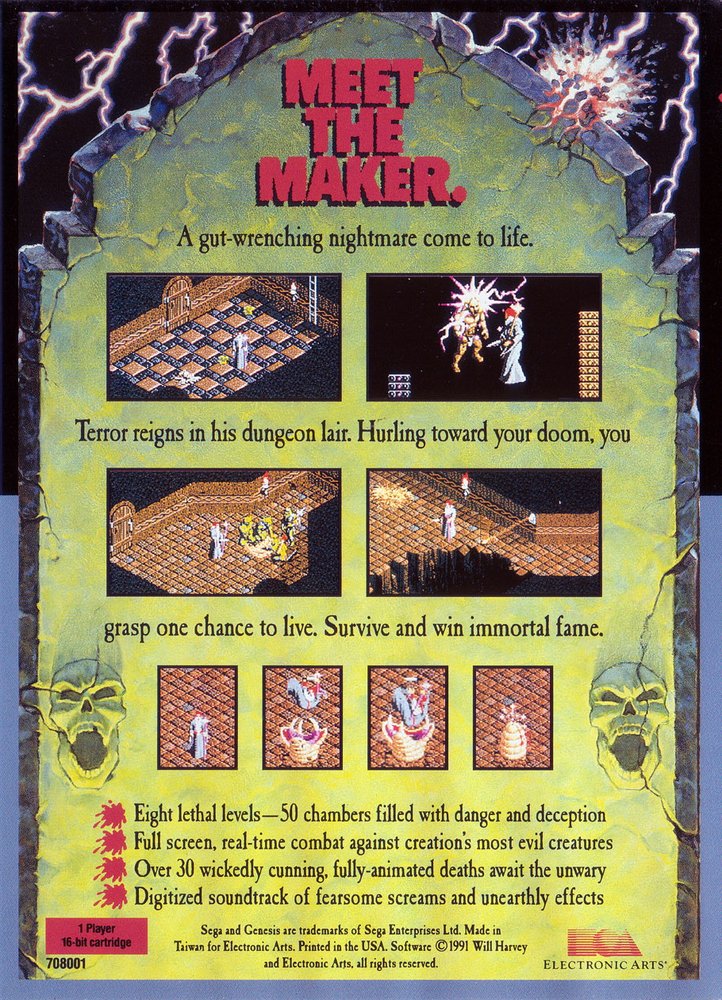 MEET
THE
MAKER.
A gut-wrenching nightmare come to life.
Terror reigns in his dungeon lair. Hurling toward your doom, you
grasp one chance to live. Survive and win immortal fame.
Eight lethal levels—50 chambers filled with danger and deception
Full screen, real-time combat against creation's most evil creatures
Over 30 wickedly cunning, fully-animated deaths await the unwary
Digitized soundtrack of fearsome screams and unearthly effects
1 Player
16-bit cartridge
708001
Sega and Genesis are trademarks of Sega Enterprises Ltd. Made in
Taiwan for Electronic Arts. Printed in the USA. Software ©1991 Will Harvey
and Electronic Arts, all rights reserved.
EA
ELECTRONIC ARTS®